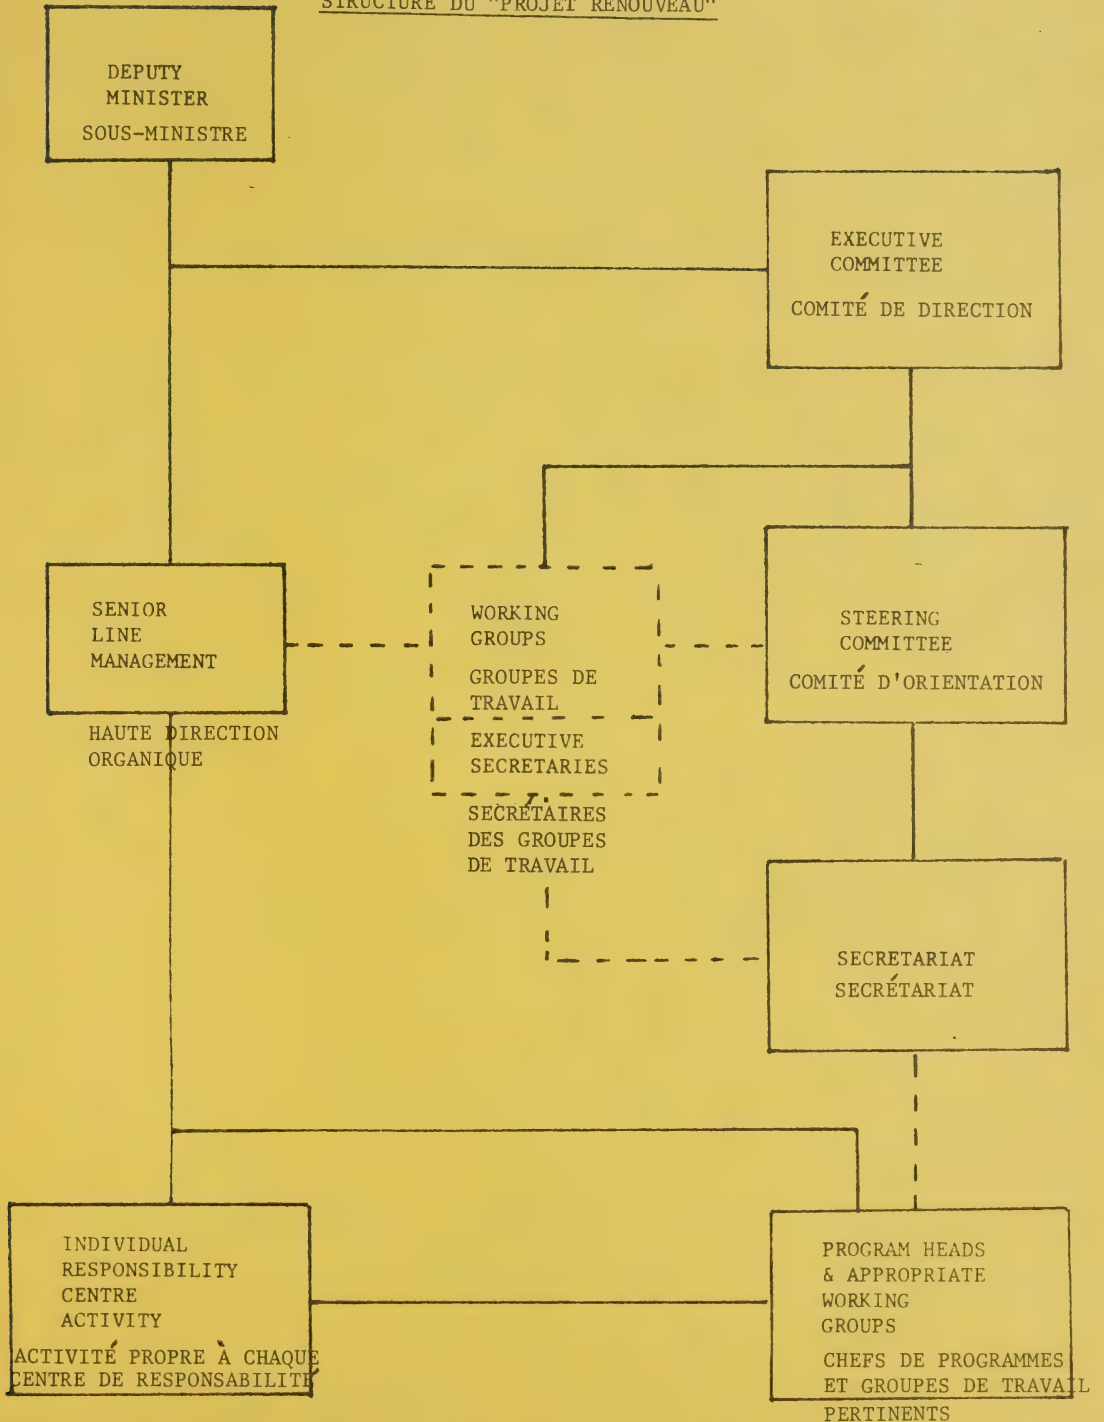 STRUCTURE DU "PROJET RENOUVEAU"
DEPUTY
MINISTER
SOUS-MINISTRE
EXECUTIVE
COMMITTEE
COMITÉ DE DIRECTION
SENIOR
LINE
MANAGEMENT
HAUTE DIRECTION
ORGANIQUE
WORKING
GROUPS
GROUPES DE
TRAVAIL
EXECUTIVE
SECRETARIES
SECRÉTAIRES
DES GROUPES
DE TRAVAIL
STEERING
COMMITTEE
COMITÉ D'ORIENTATION
SECRETARIAT
SECRÉTARIAT
INDIVIDUAL
RESPONSIBILITY
CENTRE
ACTIVITY
ACTIVITÉ PROPRE À CHAQUE
CENTRE DE RESPONSABILITÉ
PROGRAM HEADS
& APPROPRIATE
WORKING
GROUPS
CHEFS DE PROGRAMMES
ET GROUPES DE TRAVAIL
PERTINENTS